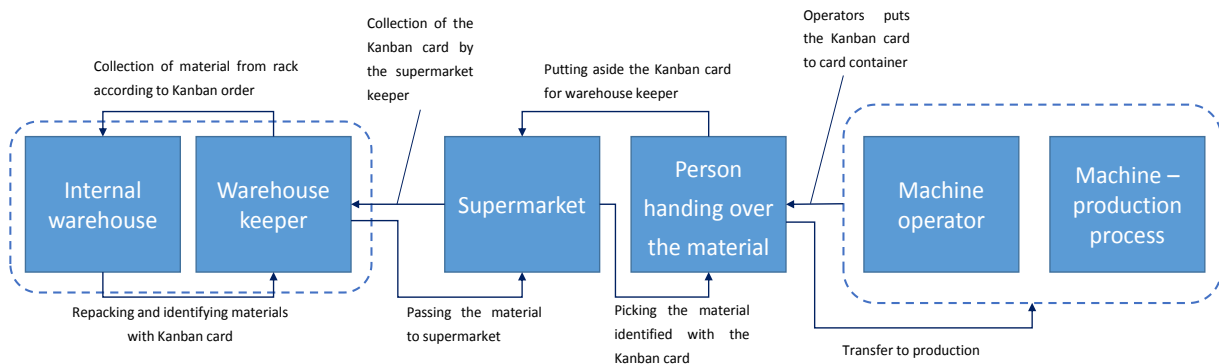 Collection of the
Kanban card by
the supermarket
keeper
Operators puts
the Kanban card
to card container
Collection of material from rack
according to Kanban order
Putting aside the Kanban card
for warehouse keeper
Internal
warehouse
Warehouse
keeper
Supermarket
Person
handing over
the material
Machine
operator
Machine –
production
process
Repacking and identifying materials
with Kanban card
Passing the material
to supermarket
Picking the material
identified with the
Kanban card
Transfer to production